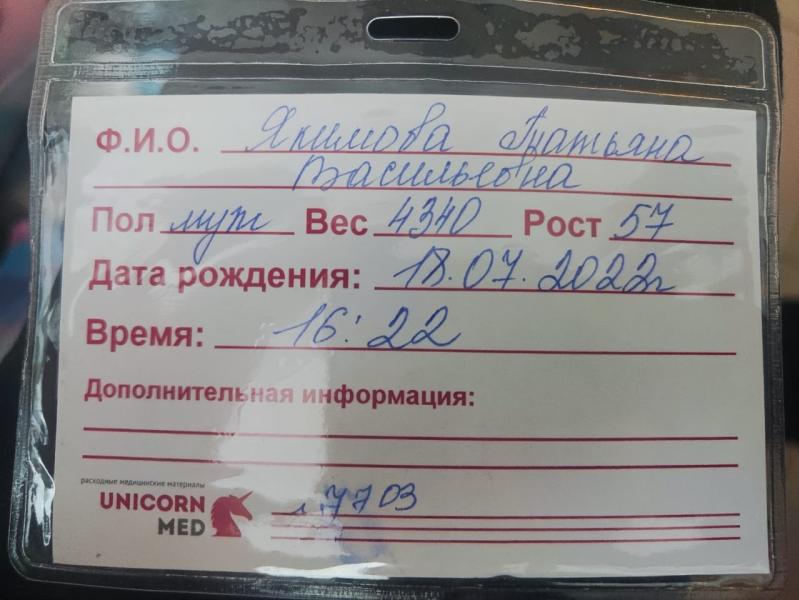 Ф.И.О. Якимова Татьяна
Васильевна
Пол муж Вес 4340 Рост 57
Дата рождения: 18.07.2022г
Время: 16:22
Дополнительная информация:
расходные медицинские материалы
UNICORN
MED
7703